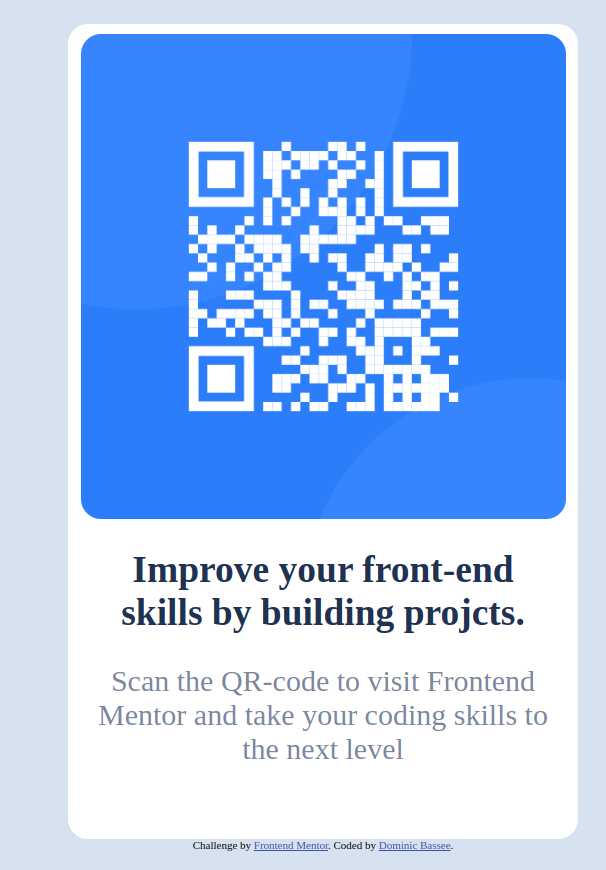 Improve your front-end
skills by building projcts.
Scan the QR-code to visit Frontend
Mentor and take your coding skills to
the next level
Challenge by Frontend Mentor. Coded by Dominic Bassee.